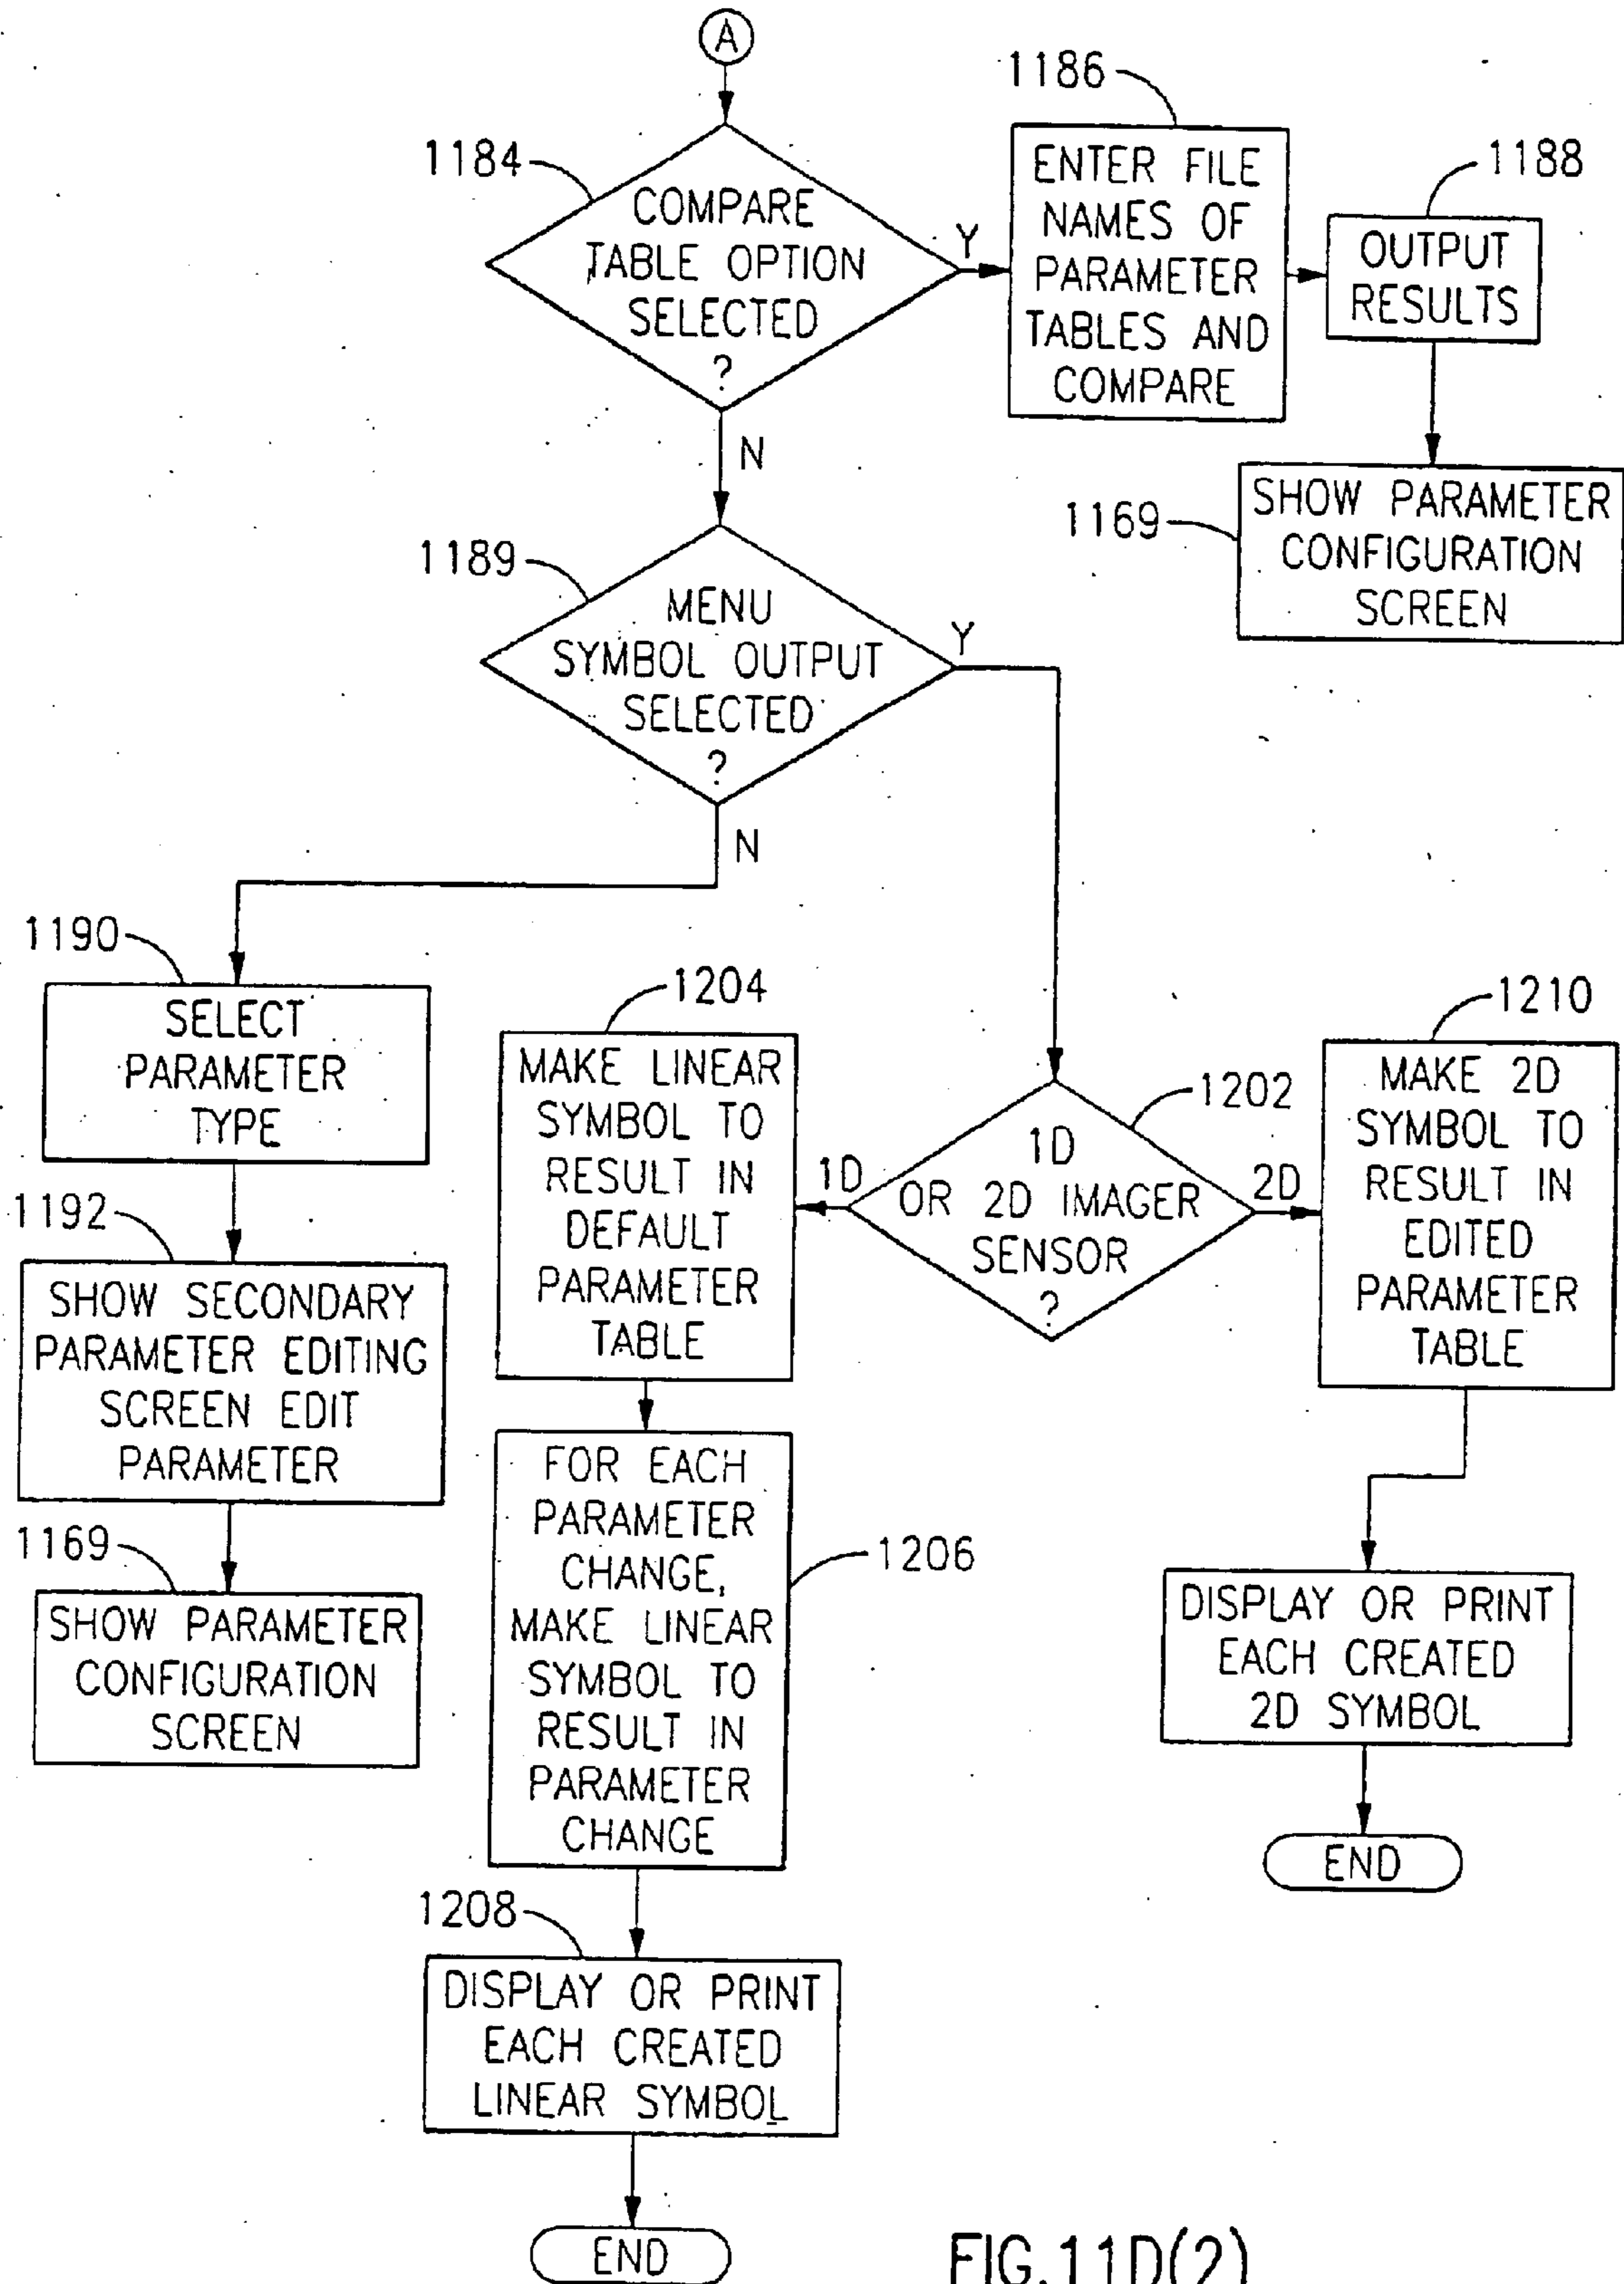 A
1184
COMPARE
TABLE OPTION
SELECTED
?
Y
N
1186
ENTER FILE
NAMES OF
PARAMETER
TABLES AND
COMPARE
1188
OUTPUT
RESULTS
1169
SHOW PARAMETER
CONFIGURATION
SCREEN
1189
MENU
SYMBOL OUTPUT
SELECTED
?
Y
N
1190
SELECT
PARAMETER
TYPE
1192
SHOW SECONDARY
PARAMETER EDITING
SCREEN EDIT
PARAMETER
1169
SHOW PARAMETER
CONFIGURATION
SCREEN
1202
1D
OR 2D IMAGER
SENSOR
?
1D
2D
1204
MAKE LINEAR
SYMBOL TO
RESULT IN
DEFAULT
PARAMETER
TABLE
1206
FOR EACH
PARAMETER
CHANGE,
MAKE LINEAR
SYMBOL TO
RESULT IN
PARAMETER
CHANGE
1208
DISPLAY OR PRINT
EACH CREATED
LINEAR SYMBOL
END
1210
MAKE 2D
SYMBOL TO
RESULT IN
EDITED
PARAMETER
TABLE
DISPLAY OR PRINT
EACH CREATED
2D SYMBOL
END
FIG.11D(2)